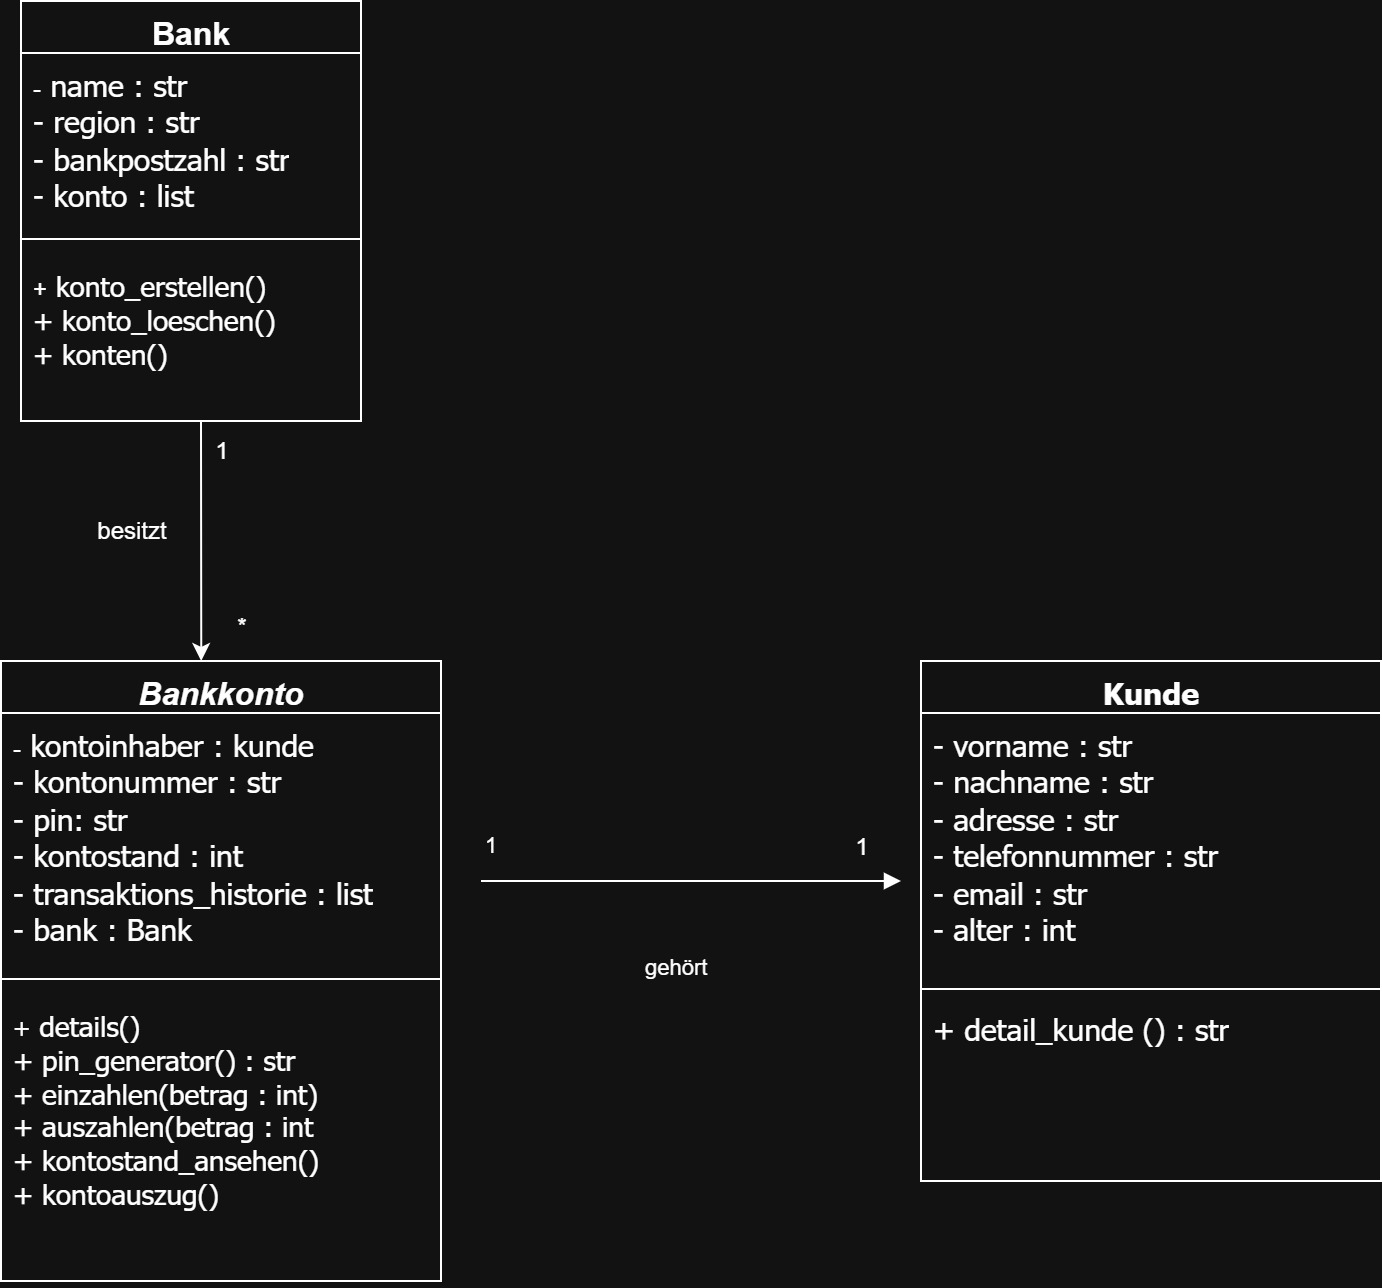 Bank
- name : str
- region : str
- bankpostzahl : str
- konto : list
+ konto_erstellen()
+ konto_loeschen()
+ konten()
1
besitzt
*
Bankkonto
- kontoinhaber : kunde
- kontonummer : str
- pin: str
- kontostand : int
- transaktions_historie : list
- bank : Bank
+ details()
+ pin_generator() : str
+ einzahlen(betrag : int)
+ auszahlen(betrag : int
+ kontostand_ansehen()
+ kontoauszug()
1
1
gehört
Kunde
- vorname : str
- nachname : str
- adresse : str
- telefonnummer : str
- email : str
- alter : int
+ detail_kunde () : str